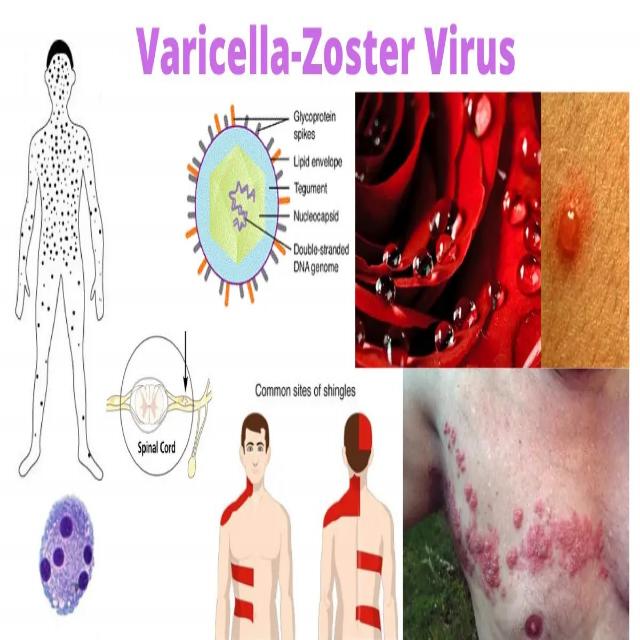 Varicella-Zoster Virus
Glycoprotein
spikes
Lipid envelope
Tegument
Nucleocapsid
Double-stranded
DNA genome
Spinal Cord
Common sites of shingles